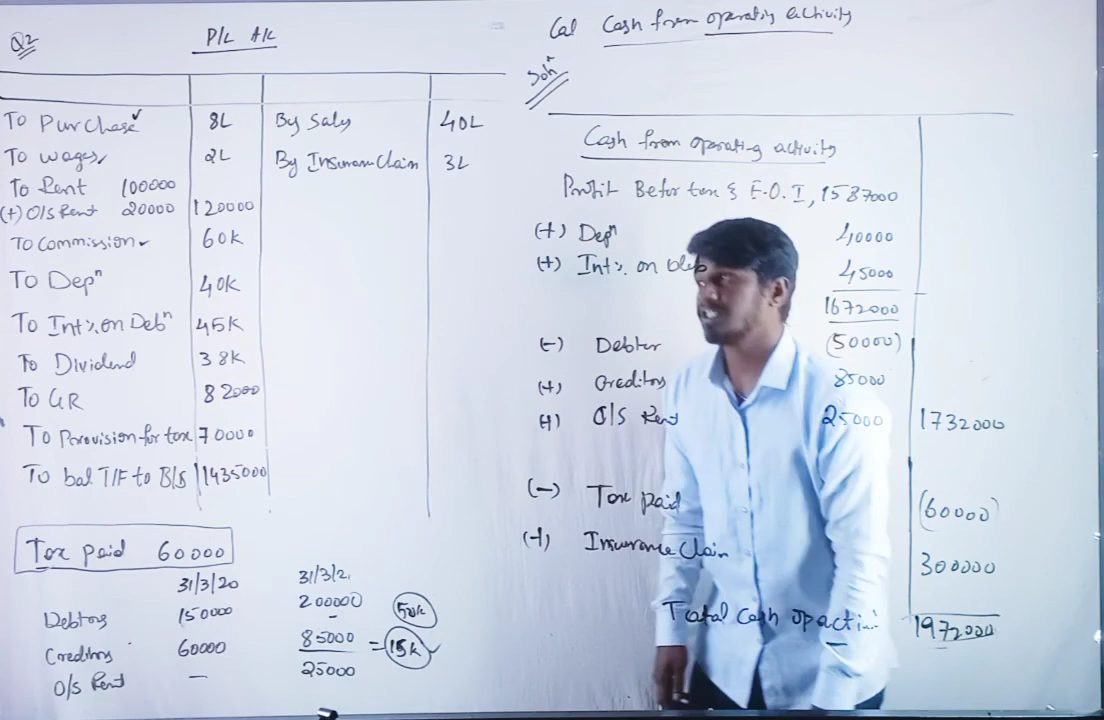 Q2
P/L A/c
To Purchase 8L By Sales 40L
To wages 2L By Insurance Claim 3L
To Rent 100000
(+) O/S Rent 20000 120000
To Commission 60K
To Depn 40K
To Int%. on Debn 45K
To Dividend 38K
To GR 82000
To Provision for tax 70000
To bal T/F to B/S 1435000
Tax paid 60000
31/3/20 31/3/2
Debtors 150000 200000 50K
Creditors 60000 85000 = 15K
O/S Rent — 25000
Cal Cash from operating activity
Soln
Cash from operating activity
Profit Befor tax & E.O.I, 1587000
(+) Depn 40000
(+) Int%. on Deb 45000
1672000
(-) Debtor (50000)
(+) Creditors 85000
(+) O/S Rent 25000 1732000
(-) Tax paid (60000)
(+) Insurance Claim 300000
Total Cash op acti 1972000